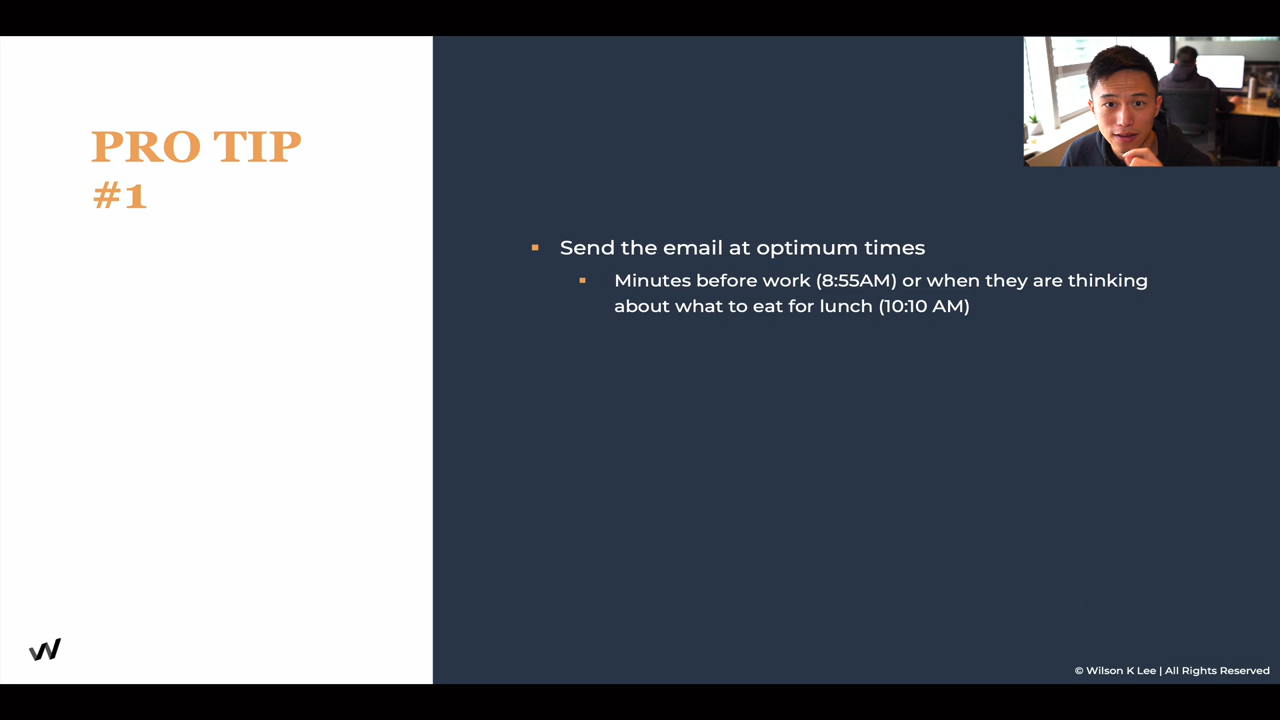 PRO TIP
#1
Send the email at optimum times
Minutes before work (8:55AM) or when they are thinking
about what to eat for lunch (10:10 AM)
© Wilson K Lee | All Rights Reserved